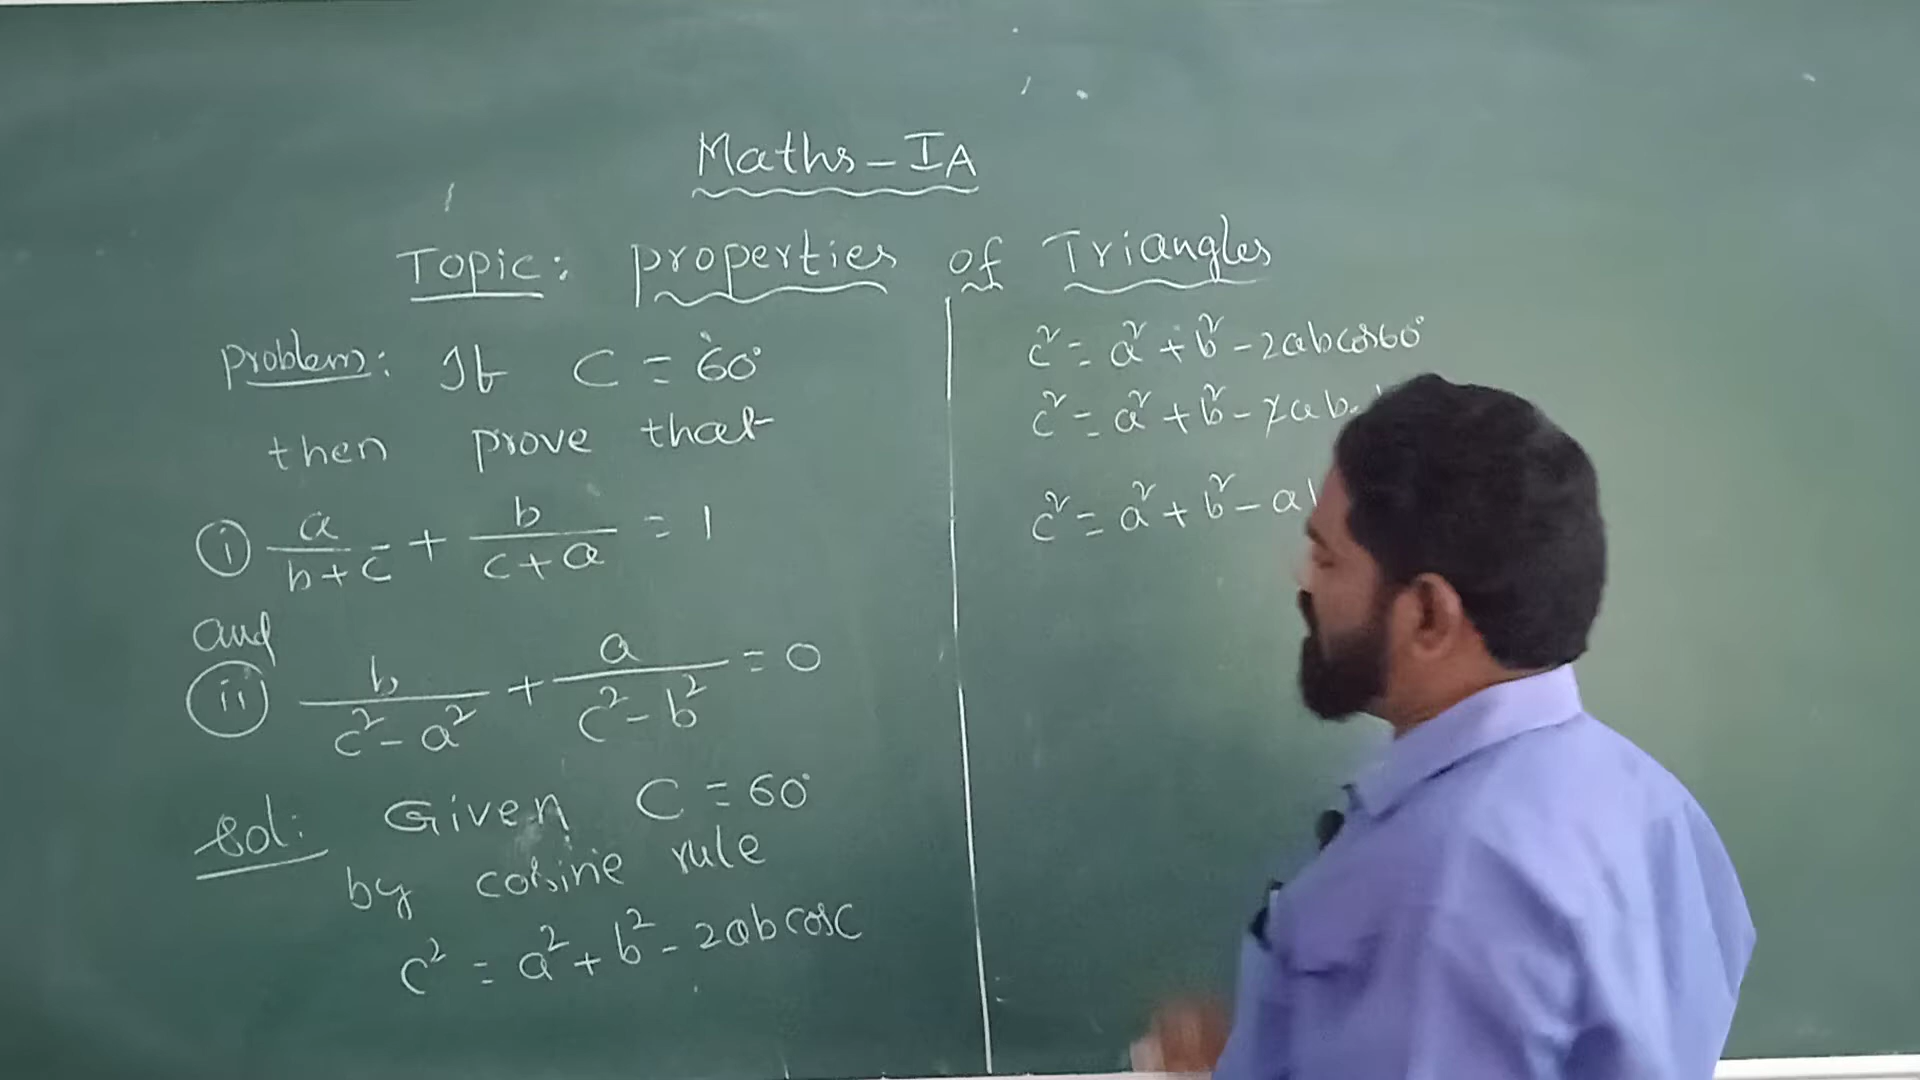 Maths - IA
Topic: properties of Triangles
Problem: If C = 60°
then prove that
(i) a/(b+c) + b/(c+a) = 1
and
(ii) b/(c²-a²) + a/(c²-b²) = 0
Sol: Given C = 60°
by cosine rule
c² = a² + b² - 2ab cosC
c² = a² + b² - 2ab cos60°
c² = a² + b² - 2ab
c² = a² + b² - a